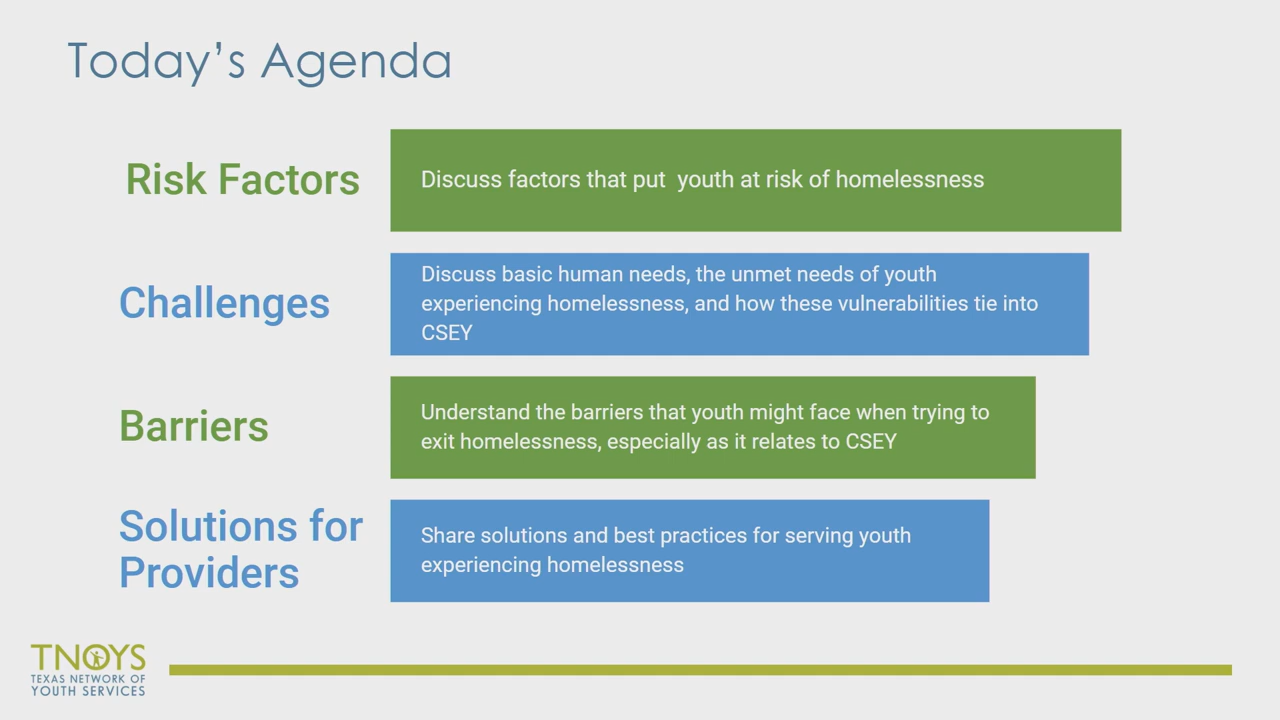 Today's Agenda
Risk Factors
Discuss factors that put  youth at risk of homelessness
Challenges
Discuss basic human needs, the unmet needs of youth
experiencing homelessness, and how these vulnerabilities tie into
CSEY
Barriers
Understand the barriers that youth might face when trying to
exit homelessness, especially as it relates to CSEY
Solutions for
Providers
Share solutions and best practices for serving youth
experiencing homelessness
TNOYS
TEXAS NETWORK OF
YOUTH SERVICES